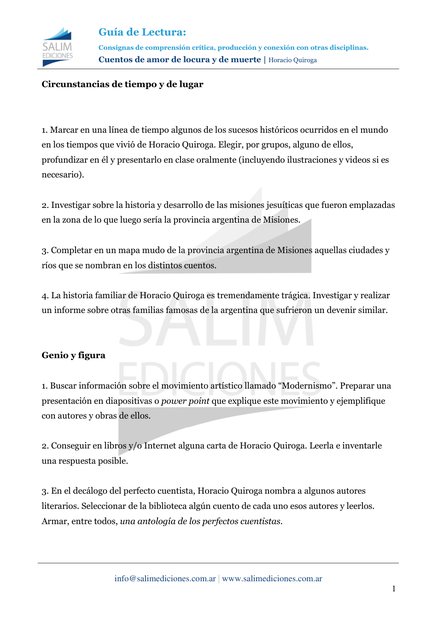 SALIM
EDICIONES
Guía de Lectura:
Consignas de comprensión crítica, producción y conexión con otras disciplinas.
Cuentos de amor de locura y de muerte | Horacio Quiroga
Circunstancias de tiempo y de lugar
1. Marcar en una línea de tiempo algunos de los sucesos históricos ocurridos en el mundo
en los tiempos que vivió de Horacio Quiroga. Elegir, por grupos, alguno de ellos,
profundizar en él y presentarlo en clase oralmente (incluyendo ilustraciones y videos si es
necesario).
2. Investigar sobre la historia y desarrollo de las misiones jesuíticas que fueron emplazadas
en la zona de lo que luego sería la provincia argentina de Misiones.
3. Completar en un mapa mudo de la provincia argentina de Misiones aquellas ciudades y
ríos que se nombran en los distintos cuentos.
4. La historia familiar de Horacio Quiroga es tremendamente trágica. Investigar y realizar
un informe sobre otras familias famosas de la argentina que sufrieron un devenir similar.
SALIM
EDICIONES
Genio y figura
1. Buscar información sobre el movimiento artístico llamado “Modernismo”. Preparar una
presentación en diapositivas o power point que explique este movimiento y ejemplifique
con autores y obras de ellos.
2. Conseguir en libros y/o Internet alguna carta de Horacio Quiroga. Leerla e inventarle
una respuesta posible.
3. En el decálogo del perfecto cuentista, Horacio Quiroga nombra a algunos autores
literarios. Seleccionar de la biblioteca algún cuento de cada uno esos autores y leerlos.
Armar, entre todos, una antología de los perfectos cuentistas.
info@salimediciones.com.ar | www.salimediciones.com.ar
1